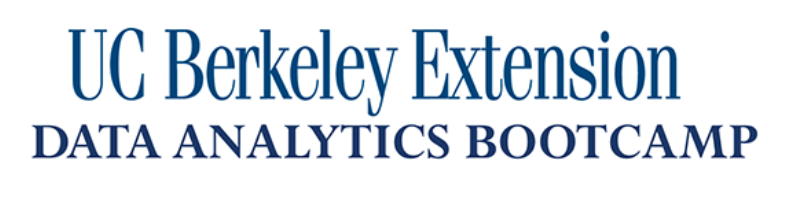 UC Berkeley Extension
DATA ANALYTICS BOOTCAMP